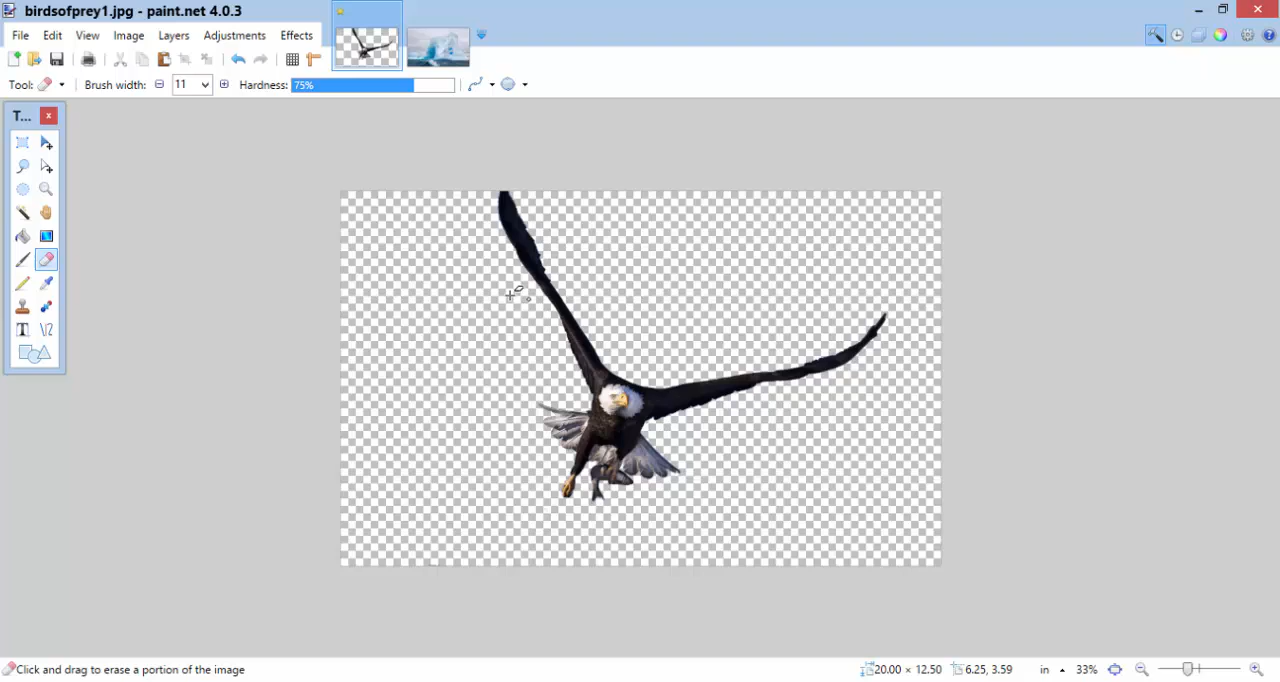 birdsofprey1.jpg - paint.net 4.0.3
File Edit View Image Layers Adjustments Effects
Tool: Brush width: 11 Hardness: 75%
T...
Click and drag to erase a portion of the image
20.00 × 12.50 6.25, 3.59 in 33%